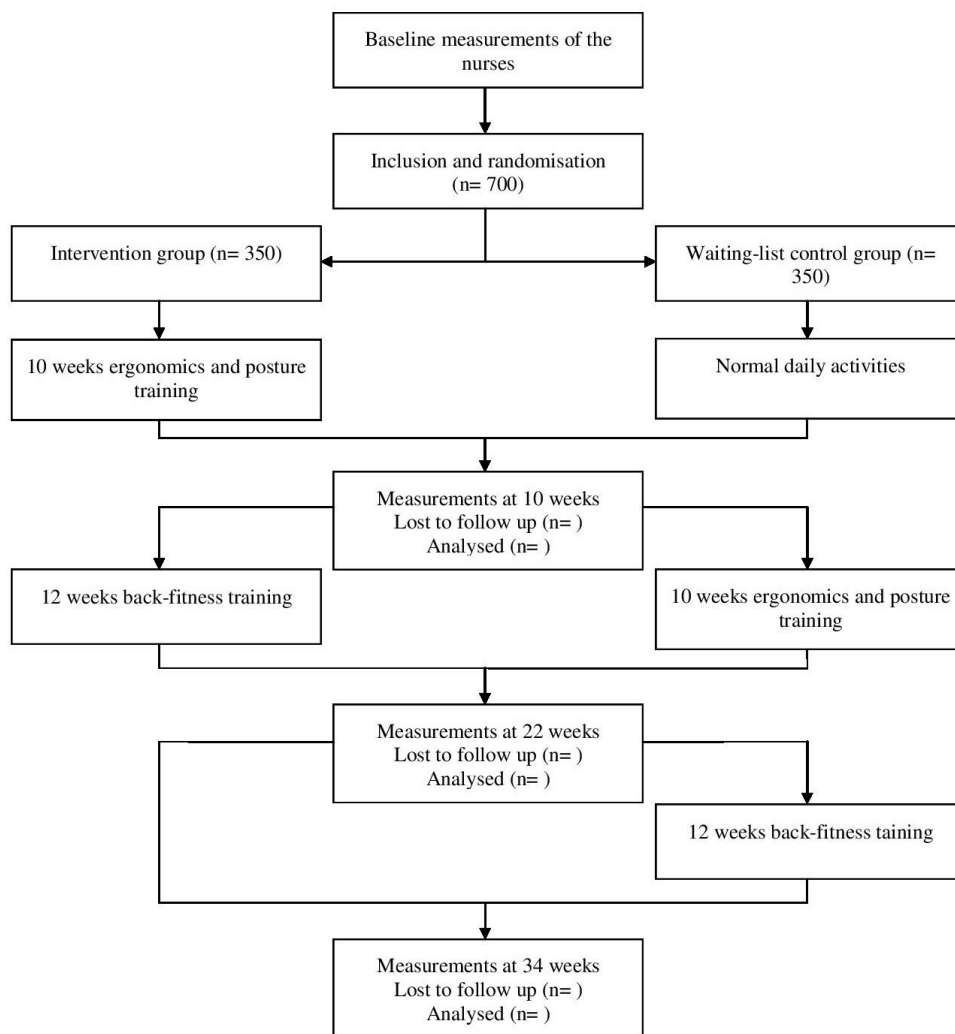 Baseline measurements of the
nurses
Inclusion and randomisation
(n= 700)
Intervention group (n= 350)
Waiting-list control group (n=
350)
10 weeks ergonomics and posture
training
Normal daily activities
Measurements at 10 weeks
Lost to follow up (n= )
Analysed (n= )
12 weeks back-fitness training
10 weeks ergonomics and posture
training
Measurements at 22 weeks
Lost to follow up (n= )
Analysed (n= )
12 weeks back-fitness taining
Measurements at 34 weeks
Lost to follow up (n= )
Analysed (n= )